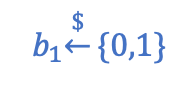 b₁ ←$ {0,1}